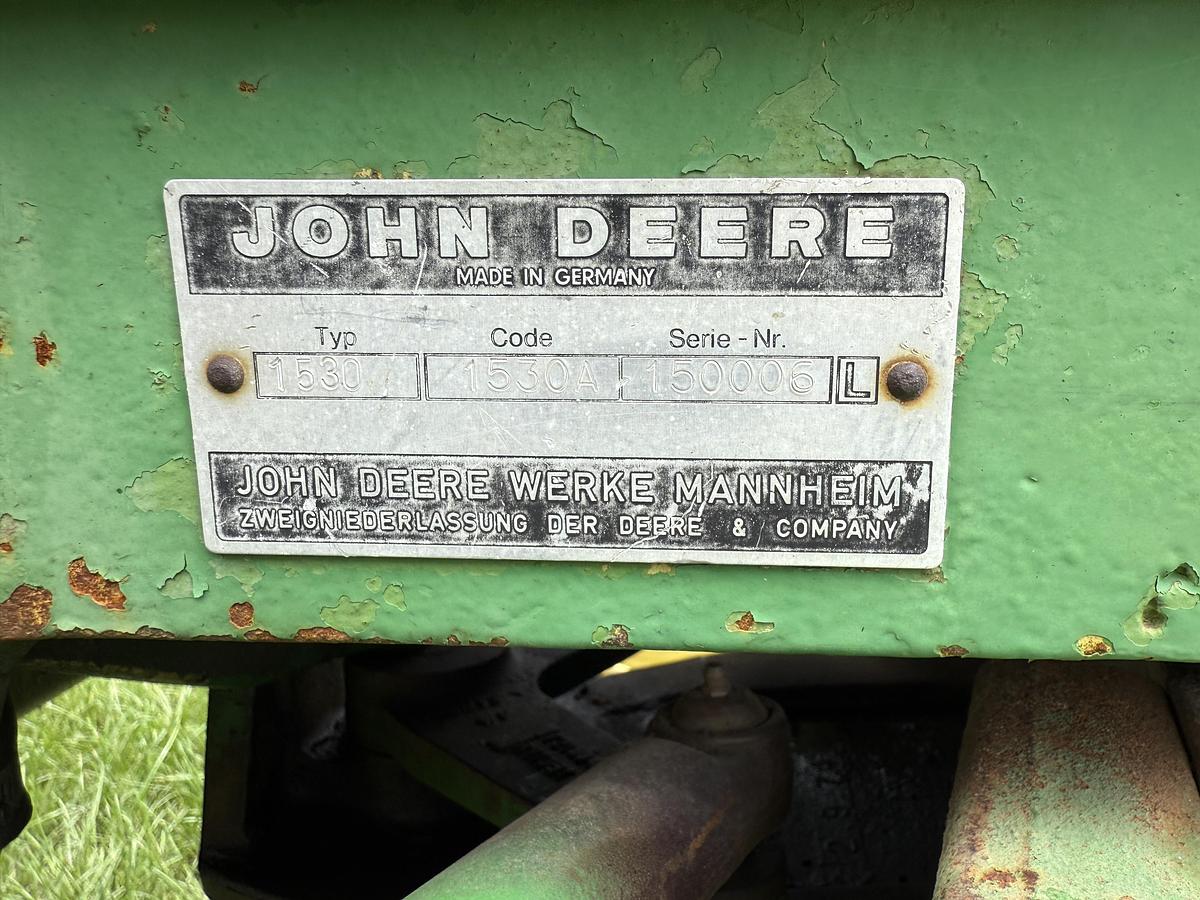 JOHN DEERE
MADE IN GERMANY
Typ Code Serie - Nr.
1530 1530A 150006 L
JOHN DEERE WERKE MANNHEIM
ZWEIGNIEDERLASSUNG DER DEERE & COMPANY